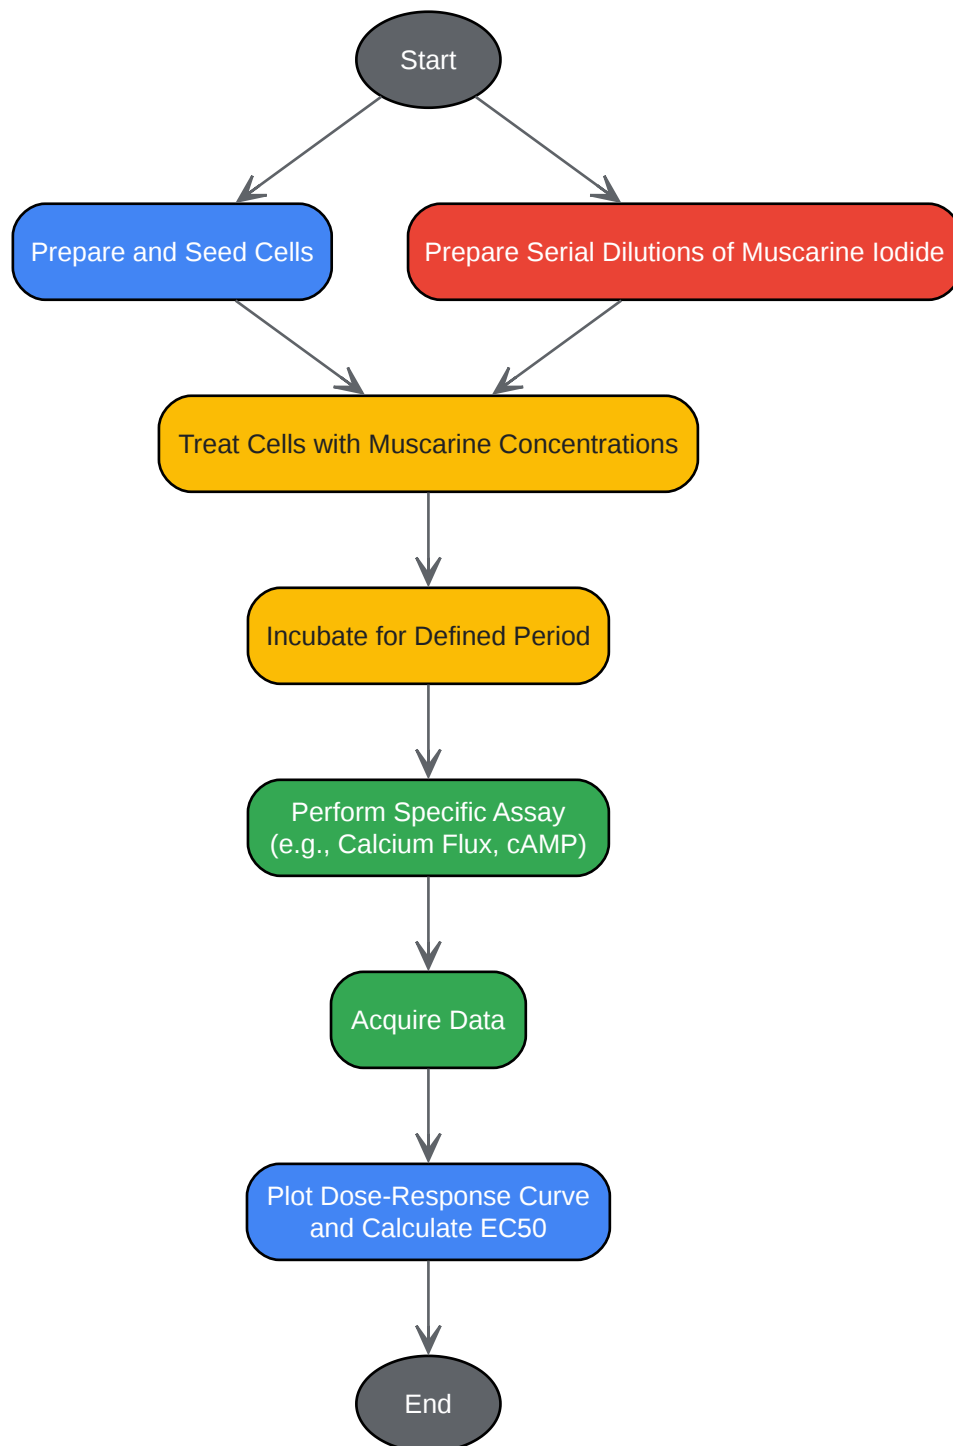 Start
Prepare and Seed Cells
Prepare Serial Dilutions of Muscarine Iodide
Treat Cells with Muscarine Concentrations
Incubate for Defined Period
Perform Specific Assay
(e.g., Calcium Flux, cAMP)
Acquire Data
Plot Dose-Response Curve
and Calculate EC50
End